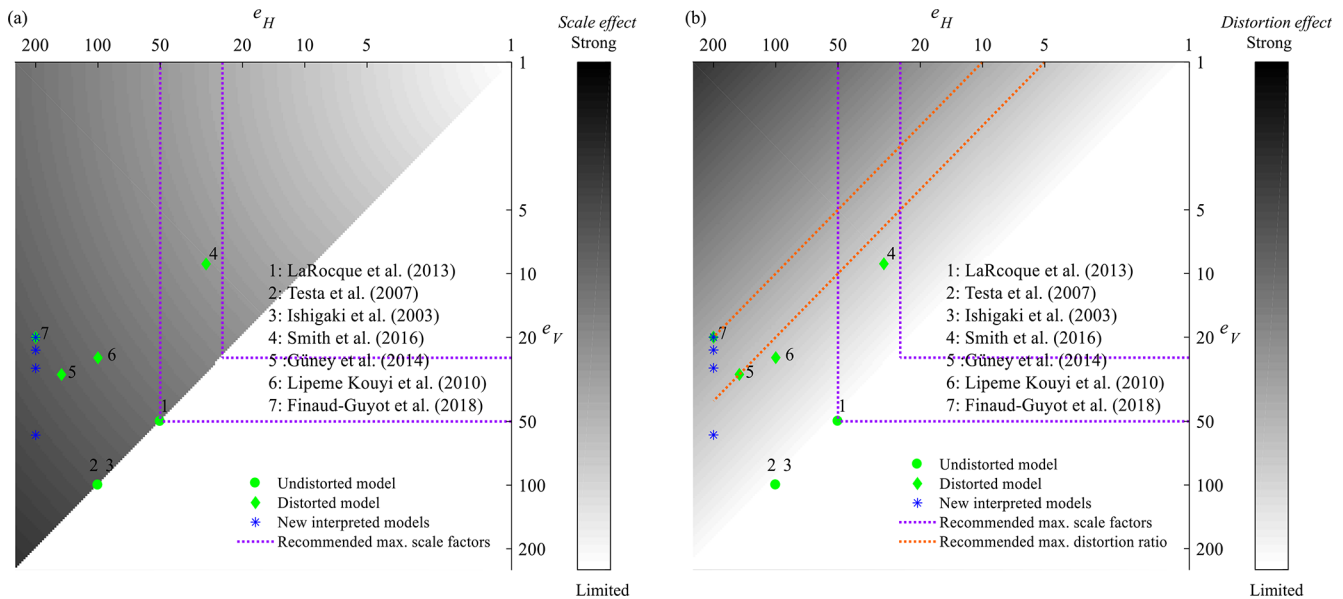 (a)
e H
Scale effect
Strong
200 100 50 20 10 5 1
1
5
10
20
e V
50
100
200
4
7
6
5
1
2 3
1: LaRocque et al. (2013)
2: Testa et al. (2007)
3: Ishigaki et al. (2003)
4: Smith et al. (2016)
5 :Güney et al. (2014)
6: Lipeme Kouyi et al. (2010)
7: Finaud-Guyot et al. (2018)
Undistorted model
Distorted model
New interpreted models
Recommended max. scale factors
Limited
(b)
e H
Distortion effect
Strong
200 100 50 20 10 5 1
1
5
10
20
e V
50
100
200
4
7
6
5
1
2 3
1: LaRcoque et al. (2013)
2: Testa et al. (2007)
3: Ishigaki et al. (2003)
4: Smith et al. (2016)
5 :Güney et al. (2014)
6: Lipeme Kouyi et al. (2010)
7: Finaud-Guyot et al. (2018)
Undistorted model
Distorted model
New interpreted models
Recommended max. scale factors
Recommended max. distortion ratio
Limited